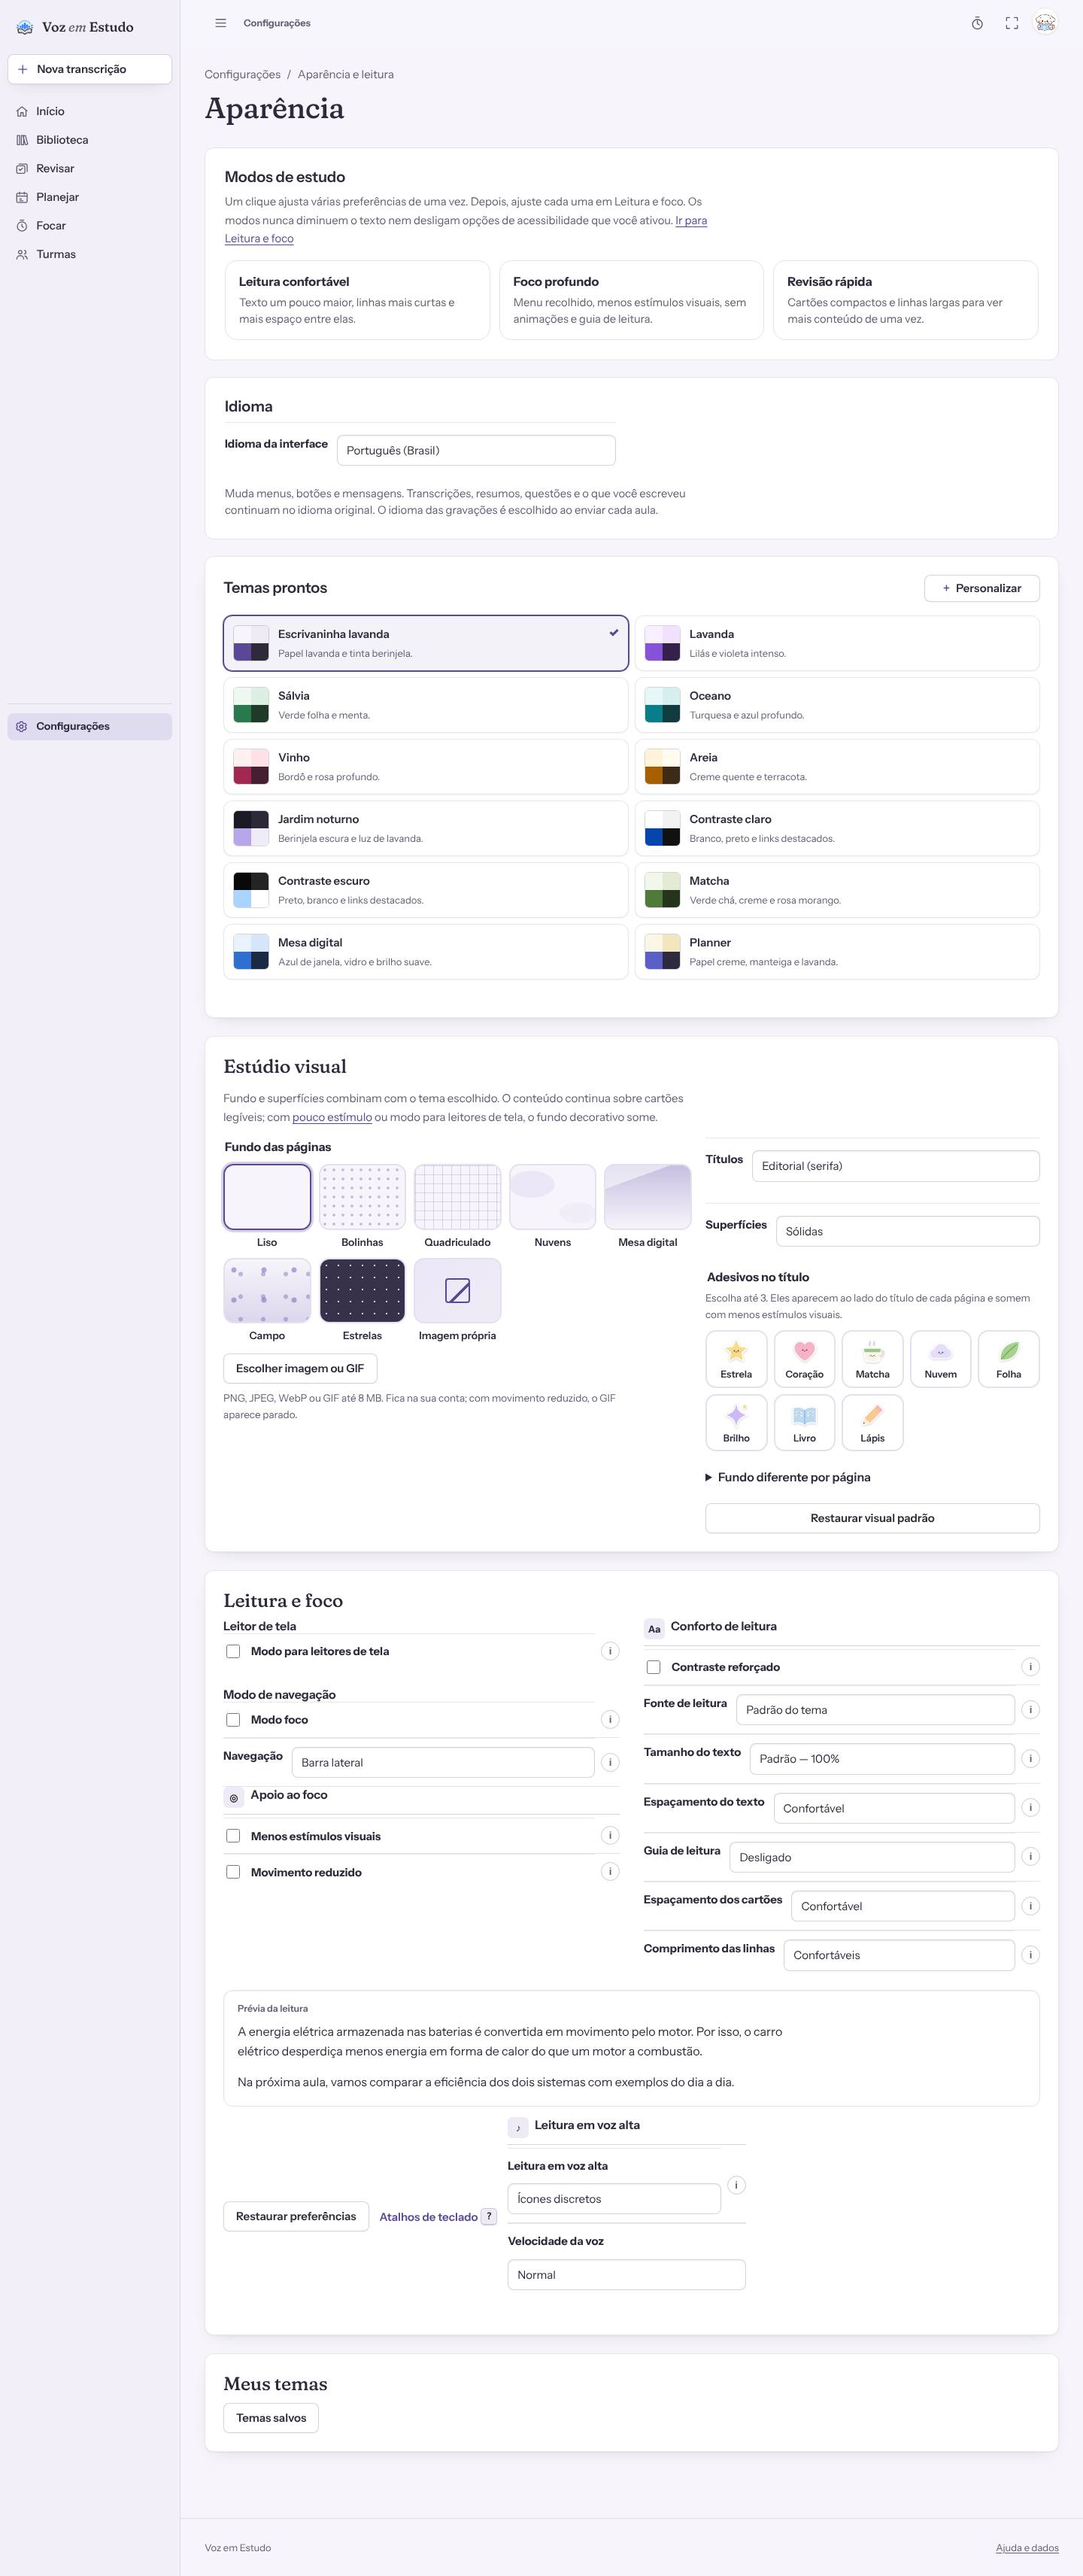 Voz em Estudo
Nova transcrição
Início
Biblioteca
Revisar
Planejar
Focar
Turmas
Configurações
Configurações
Configurações / Aparência e leitura
Aparência
Modos de estudo
Um clique ajusta várias preferências de uma vez. Depois, ajuste cada uma em Leitura e foco. Os
modos nunca diminuem o texto nem desligam opções de acessibilidade que você ativou. Ir para
Leitura e foco
Leitura confortável
Texto um pouco maior, linhas mais curtas e
mais espaço entre elas.
Foco profundo
Menu recolhido, menos estímulos visuais, sem
animações e guia de leitura.
Revisão rápida
Cartões compactos e linhas largas para ver
mais conteúdo de uma vez.
Idioma
Idioma da interface
Português (Brasil)
Muda menus, botões e mensagens. Transcrições, resumos, questões e o que você escreveu
continuam no idioma original. O idioma das gravações é escolhido ao enviar cada aula.
Temas prontos
+ Personalizar
Escrivaninha lavanda
Papel lavanda e tinta berinjela.
Lavanda
Lilás e violeta intenso.
Sálvia
Verde folha e menta.
Oceano
Turquesa e azul profundo.
Vinho
Bordô e rosa profundo.
Areia
Creme quente e terracota.
Jardim noturno
Berinjela escura e luz de lavanda.
Contraste claro
Branco, preto e links destacados.
Contraste escuro
Preto, branco e links destacados.
Matcha
Verde chá, creme e rosa morango.
Mesa digital
Azul de janela, vidro e brilho suave.
Planner
Papel creme, manteiga e lavanda.
Estúdio visual
Fundo e superfícies combinam com o tema escolhido. O conteúdo continua sobre cartões
legíveis; com pouco estímulo ou modo para leitores de tela, o fundo decorativo some.
Fundo das páginas
Liso
Bolinhas
Quadriculado
Nuvens
Mesa digital
Campo
Estrelas
Imagem própria
Escolher imagem ou GIF
PNG, JPEG, WebP ou GIF até 8 MB. Fica na sua conta; com movimento reduzido, o GIF
aparece parado.
Títulos
Editorial (serifa)
Superfícies
Sólidas
Adesivos no título
Escolha até 3. Eles aparecem ao lado do título de cada página e somem
com menos estímulos visuais.
Estrela
Coração
Matcha
Nuvem
Folha
Brilho
Livro
Lápis
Fundo diferente por página
Restaurar visual padrão
Leitura e foco
Leitor de tela
Modo para leitores de tela
i
Modo de navegação
Modo foco
i
Navegação
Barra lateral
i
Apoio ao foco
Menos estímulos visuais
i
Movimento reduzido
i
Aa Conforto de leitura
Contraste reforçado
i
Fonte de leitura
Padrão do tema
i
Tamanho do texto
Padrão — 100%
i
Espaçamento do texto
Confortável
i
Guia de leitura
Desligado
i
Espaçamento dos cartões
Confortável
i
Comprimento das linhas
Confortáveis
i
Prévia da leitura
A energia elétrica armazenada nas baterias é convertida em movimento pelo motor. Por isso, o carro
elétrico desperdiça menos energia em forma de calor do que um motor a combustão.
Na próxima aula, vamos comparar a eficiência dos dois sistemas com exemplos do dia a dia.
Restaurar preferências
Atalhos de teclado ?
♪ Leitura em voz alta
Leitura em voz alta
Ícones discretos
i
Velocidade da voz
Normal
Meus temas
Temas salvos
Voz em Estudo
Ajuda e dados